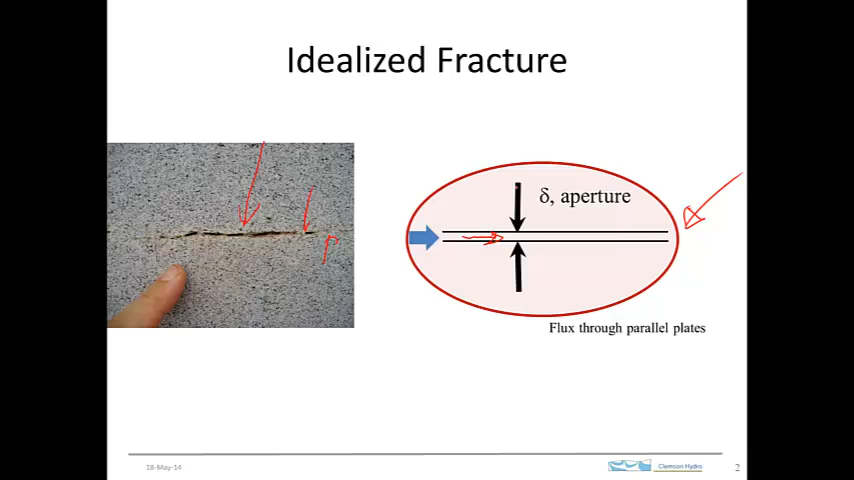 Idealized Fracture
δ, aperture
Flux through parallel plates
18-May-14
Clemson Hydro
2